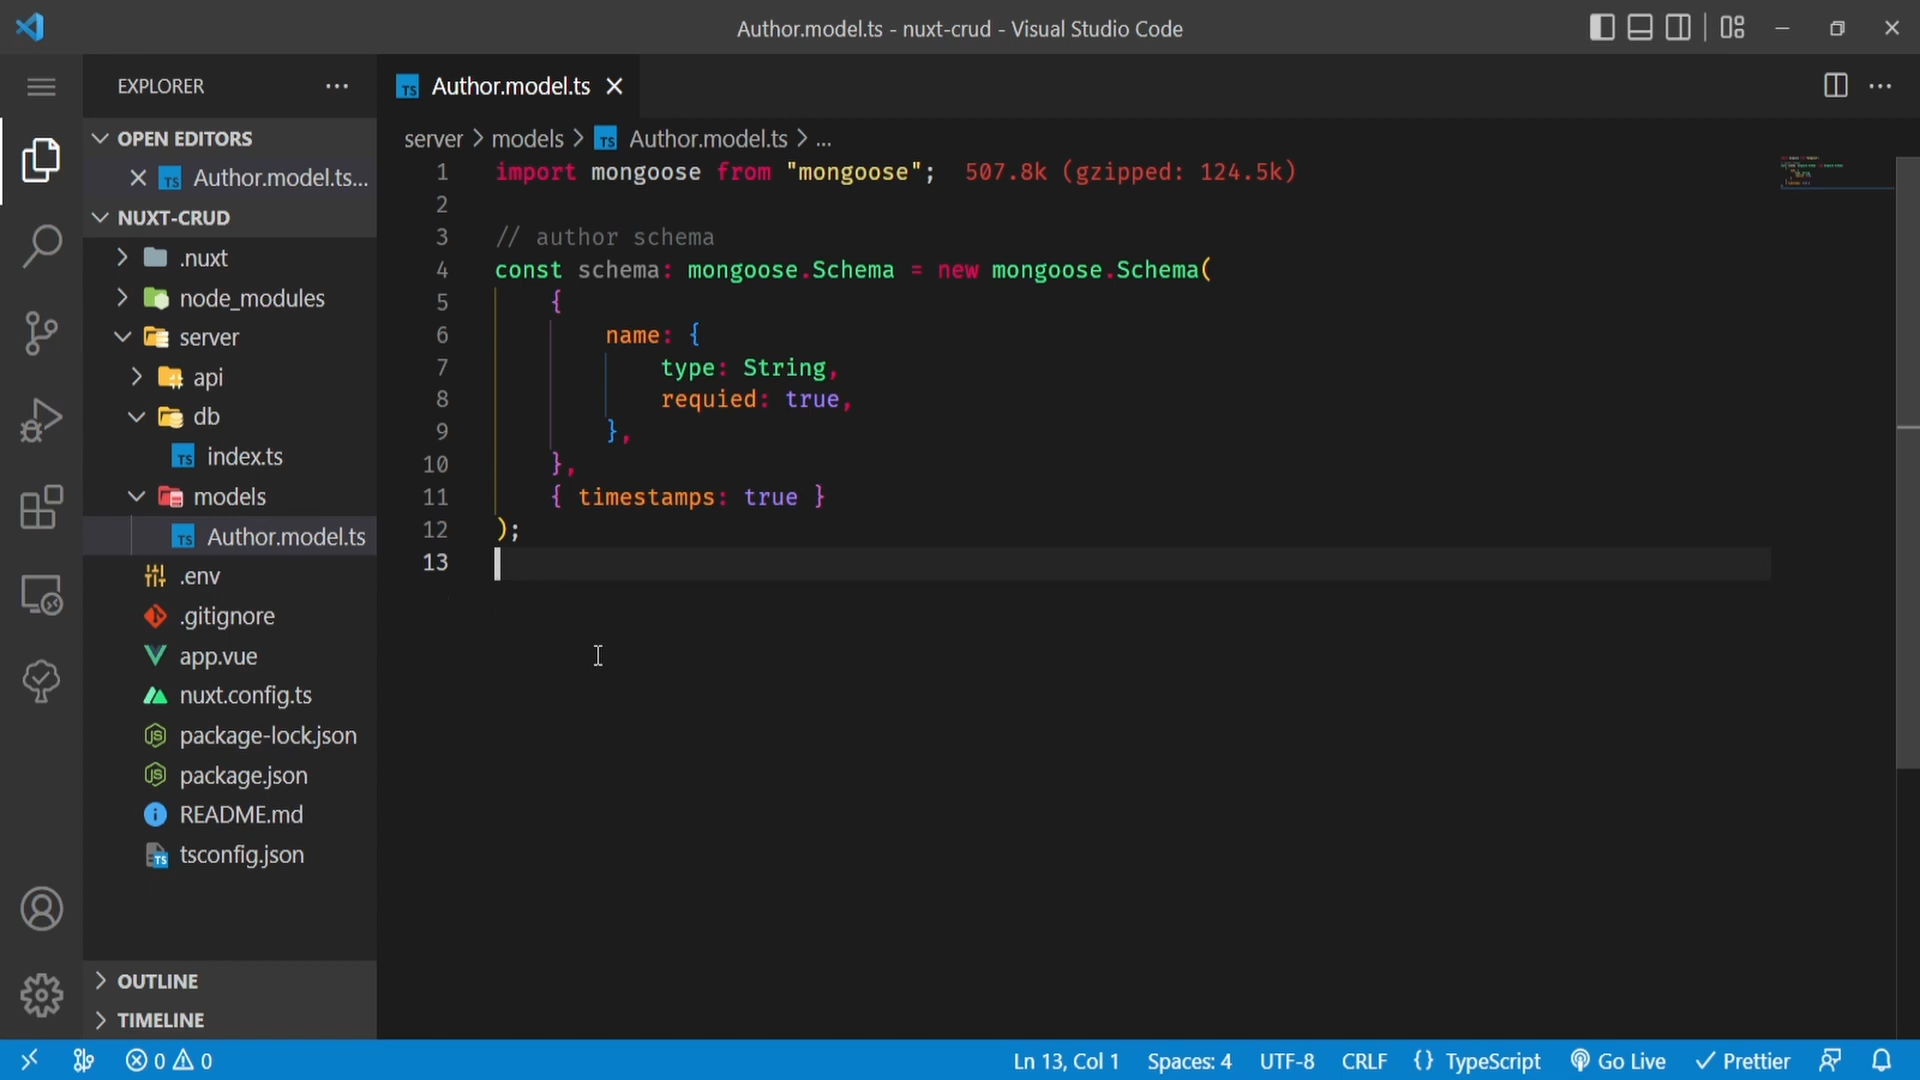 Author.model.ts - nuxt-crud - Visual Studio Code
EXPLORER
OPEN EDITORS
TS Author.model.ts...
NUXT-CRUD
.nuxt
node_modules
server
api
db
TS index.ts
models
TS Author.model.ts
.env
.gitignore
app.vue
nuxt.config.ts
package-lock.json
package.json
README.md
tsconfig.json
OUTLINE
TIMELINE
TS Author.model.ts
server > models > TS Author.model.ts > ...
1 import mongoose from "mongoose"; 507.8k (gzipped: 124.5k)
2
3 // author schema
4 const schema: mongoose.Schema = new mongoose.Schema(
5 {
6 name: {
7 type: String,
8 requied: true,
9 },
10 },
11 { timestamps: true }
12 );
13
0 0 Ln 13, Col 1 Spaces: 4 UTF-8 CRLF {} TypeScript Go Live Prettier